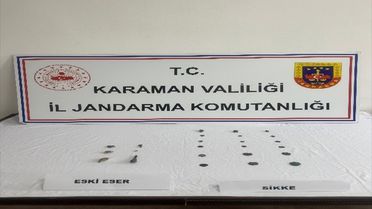 T.C.
KARAMAN VALİLİĞİ
İL JANDARMA KOMUTANLIĞI
ESKİ ESER
SİKKE